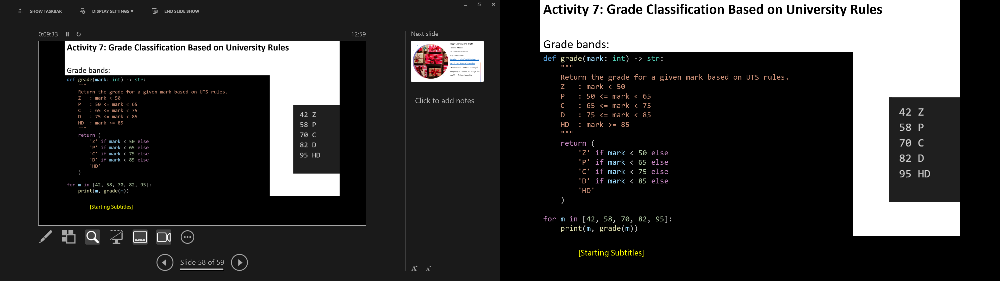 SHOW TASKBAR
DISPLAY SETTINGS ▼
END SLIDE SHOW
0:09:33
12:59
Activity 7: Grade Classification Based on University Rules
Grade bands:
def grade(mark: int) -> str:
    """
    Return the grade for a given mark based on UTS rules.
    Z   : mark < 50
    P   : 50 <= mark < 65
    C   : 65 <= mark < 75
    D   : 75 <= mark < 85
    HD  : mark >= 85
    """
    return (
        'Z' if mark < 50 else
        'P' if mark < 65 else
        'C' if mark < 75 else
        'D' if mark < 85 else
        'HD'
    )
for m in [42, 58, 70, 82, 95]:
    print(m, grade(m))
42 Z
58 P
70 C
82 D
95 HD
[Starting Subtitles]
Slide 58 of 59
Next slide
Happy Learning and Bright
Futures Ahead!
Dr. Farshid Keivanian
Stay Connected:
linkedin.com/in/farshid-keivanian
github.com/FarshidKeivanian
• Education is the most powerful
weapon you can use to change the
world. — Nelson Mandela
Click to add notes
A A
Activity 7: Grade Classification Based on University Rules
Grade bands:
def grade(mark: int) -> str:
    """
    Return the grade for a given mark based on UTS rules.
    Z   : mark < 50
    P   : 50 <= mark < 65
    C   : 65 <= mark < 75
    D   : 75 <= mark < 85
    HD  : mark >= 85
    """
    return (
        'Z' if mark < 50 else
        'P' if mark < 65 else
        'C' if mark < 75 else
        'D' if mark < 85 else
        'HD'
    )
for m in [42, 58, 70, 82, 95]:
    print(m, grade(m))
42 Z
58 P
70 C
82 D
95 HD
[Starting Subtitles]